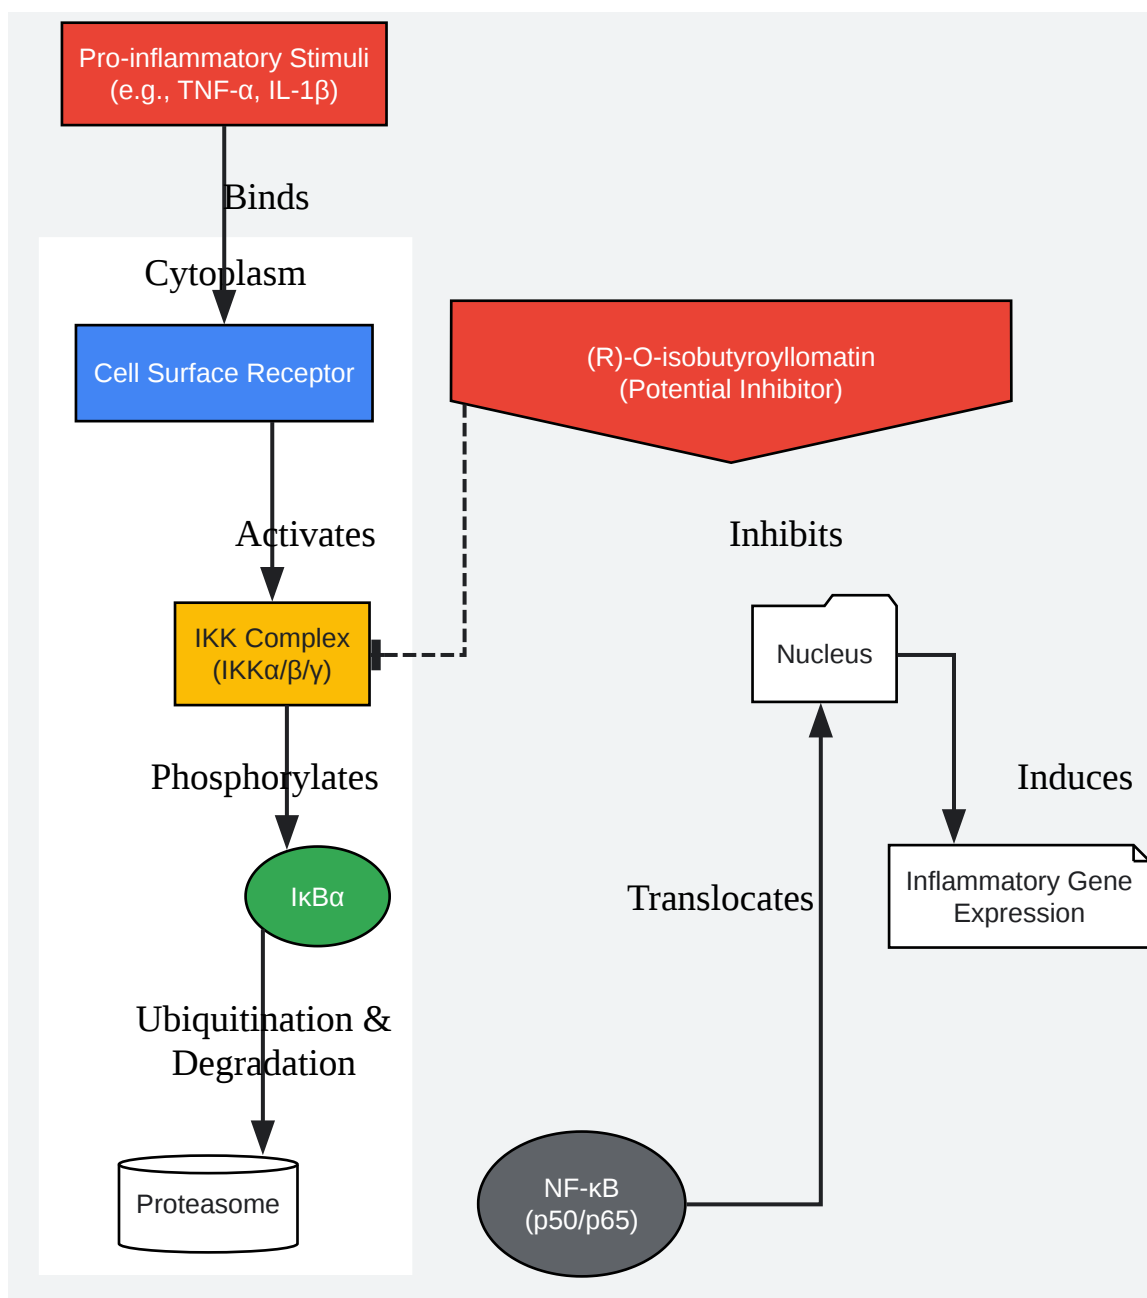 Pro-inflammatory Stimuli
(e.g., TNF-α, IL-1β)
Binds
Cytoplasm
Cell Surface Receptor
(R)-O-isobutyroyllomatin
(Potential Inhibitor)
Activates
Inhibits
IKK Complex
(IKKα/β/γ)
Nucleus
Phosphorylates
Induces
IκBα
Translocates
Inflammatory Gene
Expression
Ubiquitination &
Degradation
Proteasome
NF-κB
(p50/p65)